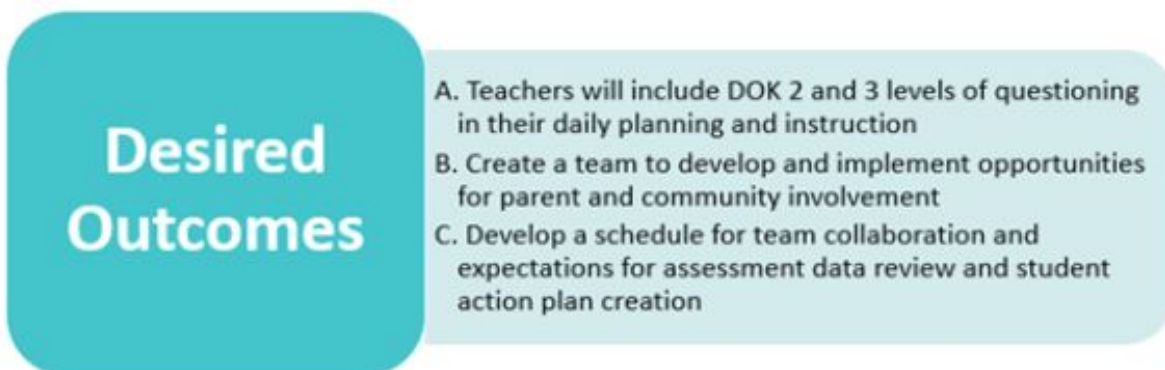 Desired
Outcomes
A. Teachers will include DOK 2 and 3 levels of questioning
in their daily planning and instruction
B. Create a team to develop and implement opportunities
for parent and community involvement
C. Develop a schedule for team collaboration and
expectations for assessment data review and student
action plan creation